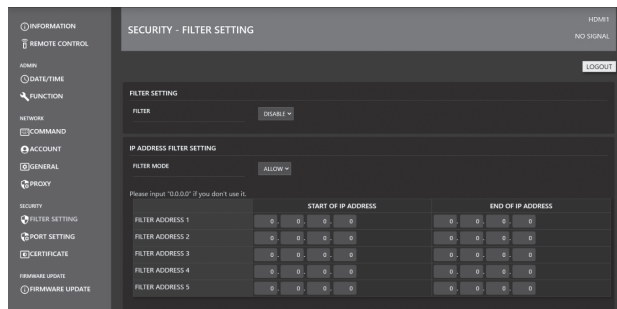 INFORMATION
REMOTE CONTROL
ADMIN
DATE/TIME
FUNCTION
NETWORK
COMMAND
ACCOUNT
GENERAL
PROXY
SECURITY
FILTER SETTING
PORT SETTING
CERTIFICATE
FIRMWARE UPDATE
FIRMWARE UPDATE
SECURITY - FILTER SETTING
HDMI1
NO SIGNAL
LOGOUT
FILTER SETTING
FILTER DISABLE
IP ADDRESS FILTER SETTING
FILTER MODE ALLOW
Please input "0.0.0.0" if you don't use it.
START OF IP ADDRESS END OF IP ADDRESS
FILTER ADDRESS 1 0 . 0 . 0 . 0 0 . 0 . 0 . 0
FILTER ADDRESS 2 0 . 0 . 0 . 0 0 . 0 . 0 . 0
FILTER ADDRESS 3 0 . 0 . 0 . 0 0 . 0 . 0 . 0
FILTER ADDRESS 4 0 . 0 . 0 . 0 0 . 0 . 0 . 0
FILTER ADDRESS 5 0 . 0 . 0 . 0 0 . 0 . 0 . 0